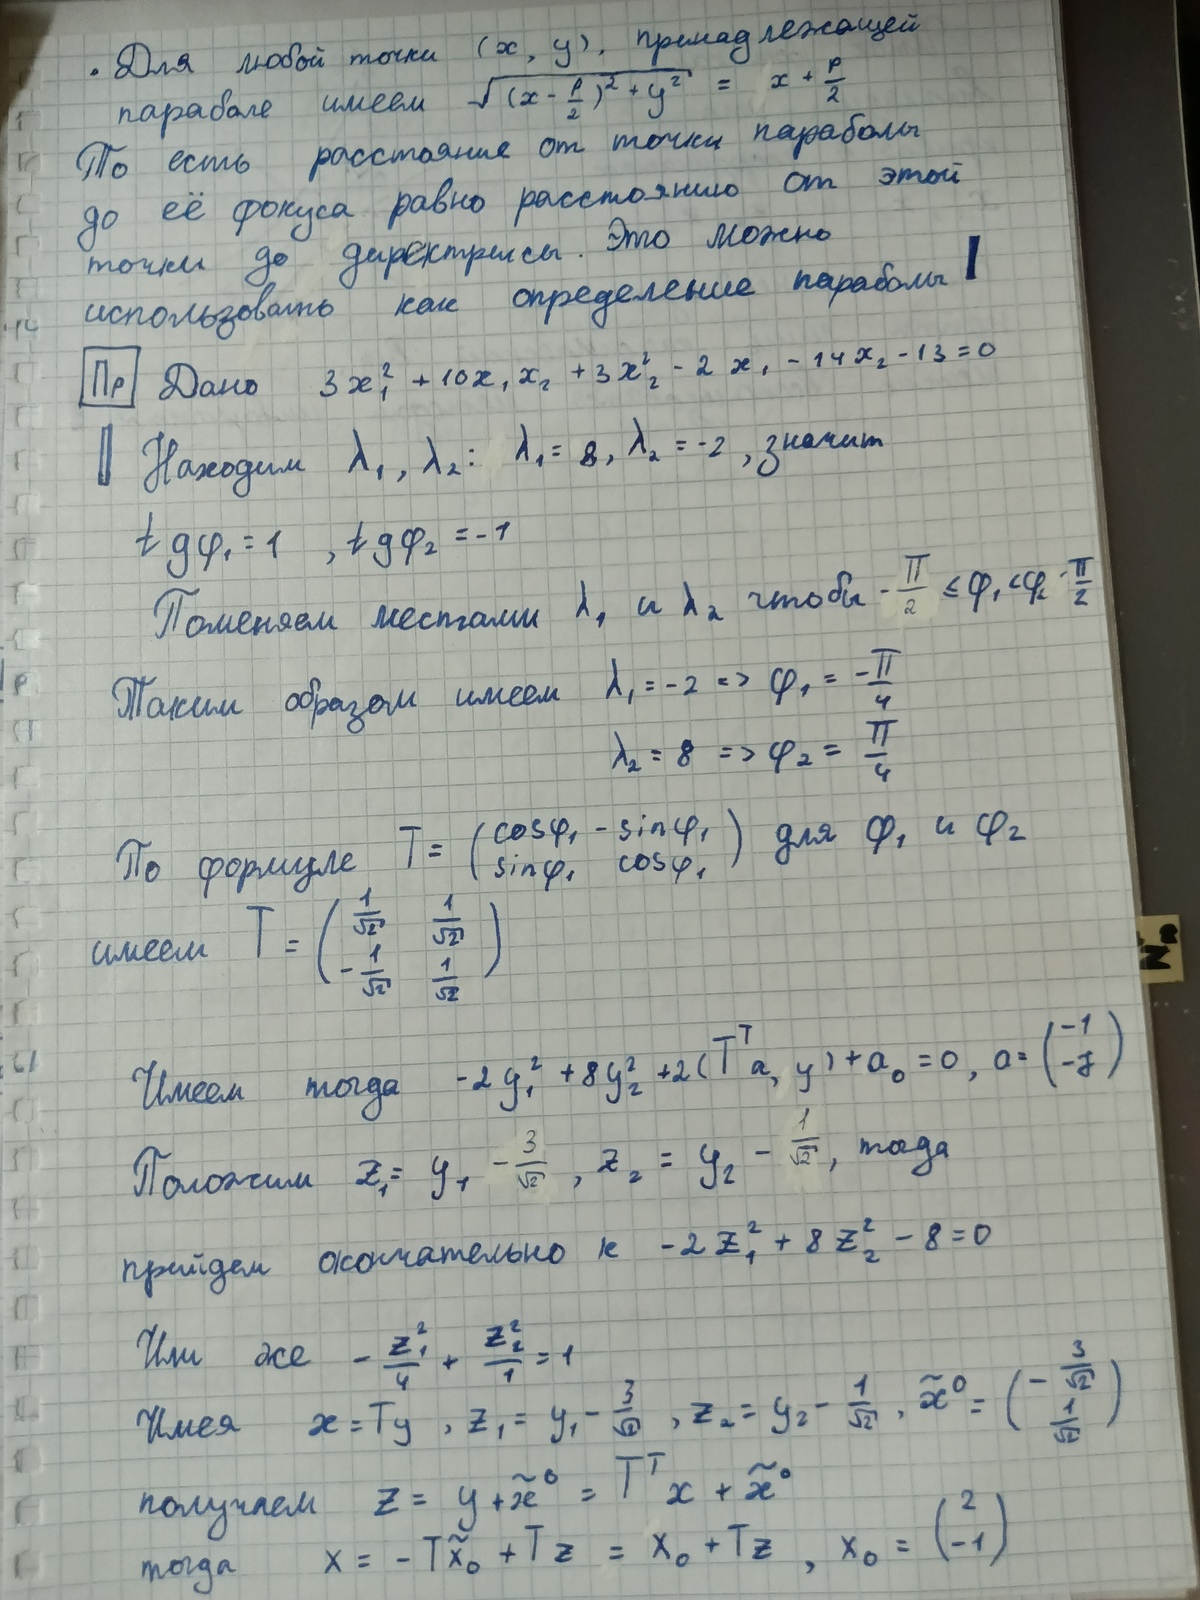 • Для любой точки (x, y), принадлежащей
параболе имеем √((x - p/2)² + y²) = x + p/2
То есть расстояние от точки параболы
до её фокуса равно расстоянию от этой
точки до директрисы. Это можно
использовать как определение параболы
Пр Дано 3x₁² + 10x₁x₂ + 3x₂² - 2x₁ - 14x₂ - 13 = 0
Находим λ₁, λ₂: λ₁ = 8, λ₂ = -2, значит
tgφ₁ = 1 , tgφ₂ = -1
Поменяем местами λ₁ и λ₂ чтобы -π/2 ≤ φ₁ < φ₂ π/2
Таким образом имеем λ₁ = -2 => φ₁ = -π/4
λ₂ = 8 => φ₂ = π/4
По формуле T = (cosφ₁ -sinφ₁
sinφ₁ cosφ₁) для φ₁ и φ₂
имеем T = (1/√2 1/√2
-1/√2 1/√2)
Имеем тогда -2y₁² + 8y₂² + 2(Tᵀa, y) + a₀ = 0, a = (-1
-7)
Положим z₁ = y₁ - 3/√2 , z₂ = y₂ - 1/√2, тогда
прийдем окончательно к -2z₁² + 8z₂² - 8 = 0
Или же -z₁²/4 + z₂²/1 = 1
Имея x = Ty , z₁ = y₁ - 3/√2 , z₂ = y₂ - 1/√2, x̃⁰ = (-3/√2
1/√2)
получаем z = y + x̃⁰ = Tᵀx + x̃⁰
тогда x = -Tx̃₀ + Tz = x₀ + Tz , x₀ = (2
-1)